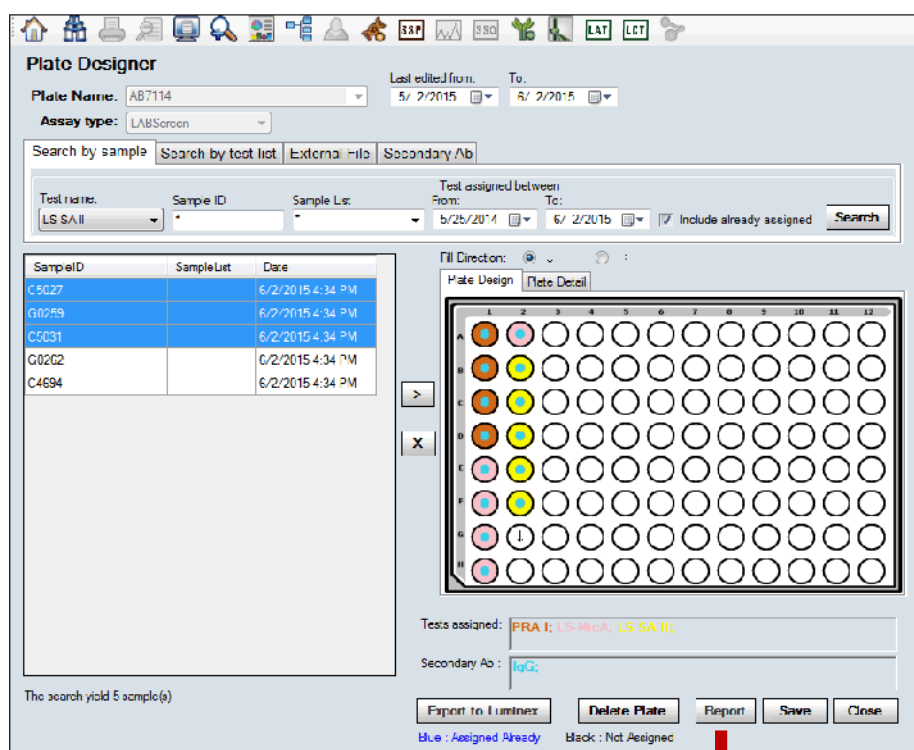 SSP SSO LAT LCT
Plate Designer
Last edited from: To:
Plate Name: AB7114 5/ 2/2015 6/ 2/2015
Assay type: LABScreen
Search by sample Search by test list External File Secondary Ab
Test assigned between
Test name: Sample ID Sample List From: To:
LS SA II * * 5/25/2014 6/ 2/2015 Include already assigned Search
Fill Direction:
SampleID SampleList Date
Plate Design Plate Detail
C5027 6/2/2015 4:34 PM
G0259 6/2/2015 4:34 PM
C5031 6/2/2015 4:34 PM
G0262 6/2/2015 4:34 PM
C4694 6/2/2015 4:34 PM
1 2 3 4 5 6 7 8 9 10 11 12
A
B
C
D
E
F
G
H
>
X
Tests assigned: PRA I; LS-MicA; LS SA II;
Secondary Ab : IgG;
The search yield 5 sample(s)
Export to Luminex Delete Plate Report Save Close
Blue : Assigned Already Black : Not Assigned